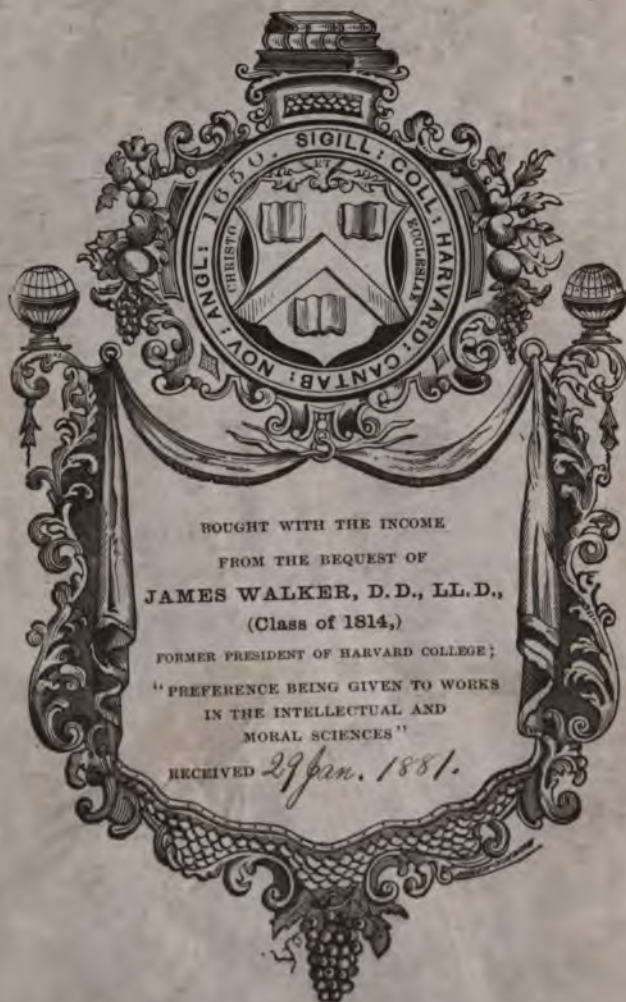 SIGILL : COLL : HARVARD : CANTAB : NOV : ANGL : 1650.
CHRISTO ET ECCLESIAE
BOUGHT WITH THE INCOME
FROM THE BEQUEST OF
JAMES WALKER, D.D., LL.D.,
(Class of 1814,)
FORMER PRESIDENT OF HARVARD COLLEGE;
"PREFERENCE BEING GIVEN TO WORKS
IN THE INTELLECTUAL AND
MORAL SCIENCES"
RECEIVED 29 Jan. 1881.